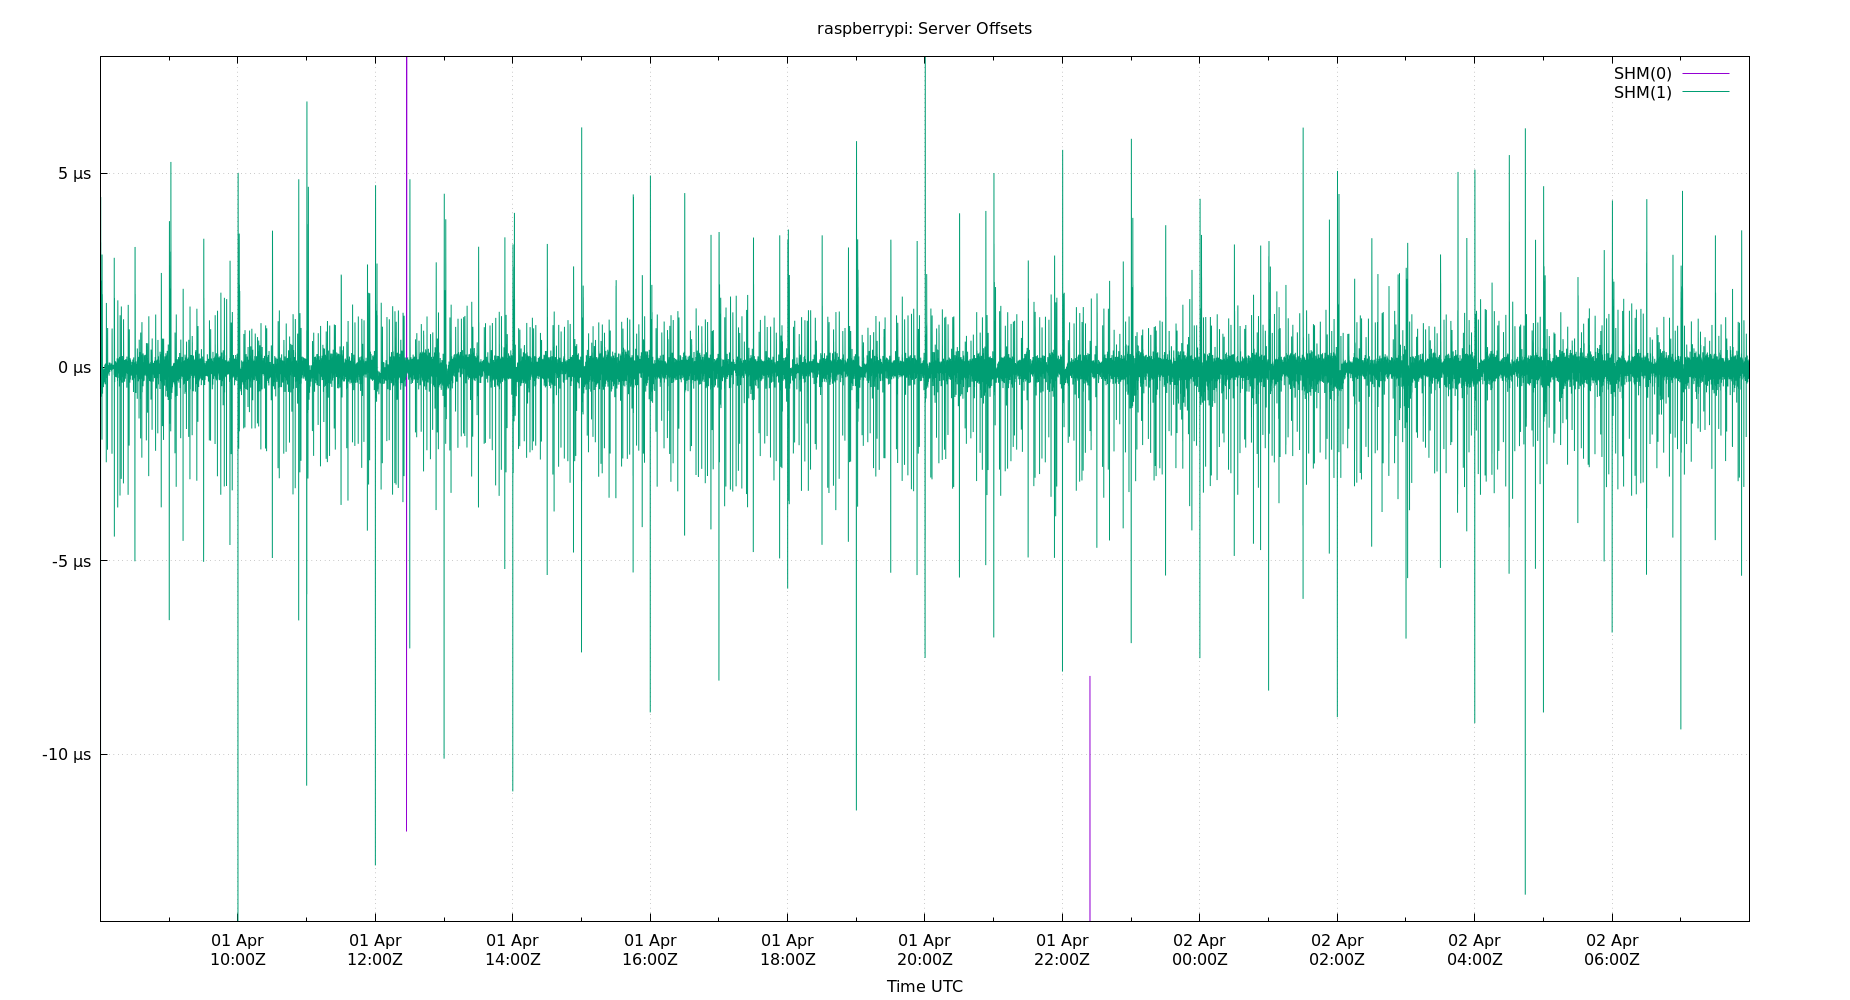 raspberrypi: Server Offsets
SHM(0)
SHM(1)
5 µs
0 µs
-5 µs
-10 µs
01 Apr 01 Apr 01 Apr 01 Apr 01 Apr 01 Apr 01 Apr 02 Apr 02 Apr 02 Apr 02 Apr
10:00Z 12:00Z 14:00Z 16:00Z 18:00Z 20:00Z 22:00Z 00:00Z 02:00Z 04:00Z 06:00Z
Time UTC